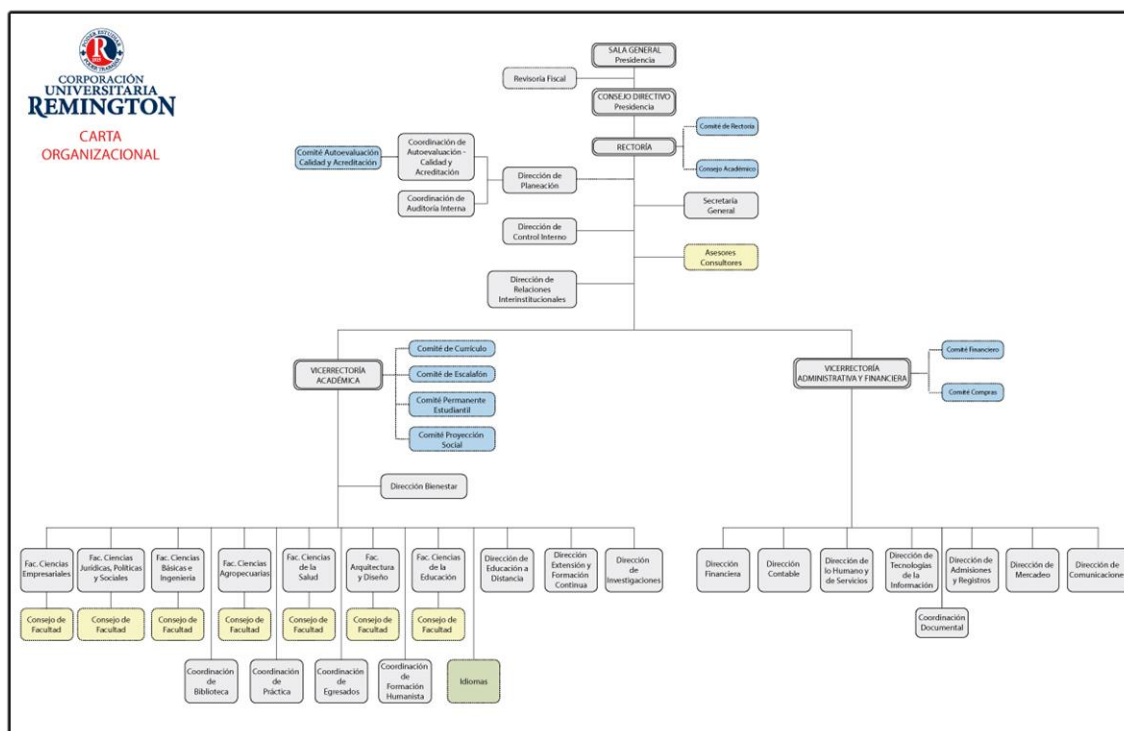 PODER ESTUDIAR
R
PODER TRABAJAR
CORPORACIÓN
UNIVERSITARIA
REMINGTON
CARTA
ORGANIZACIONAL
SALA GENERAL
Presidencia
Revisoría Fiscal
CONSEJO DIRECTIVO
Presidencia
RECTORÍA
Comité de Rectoría
Consejo Académico
Comité Autoevaluación
Calidad y Acreditación
Coordinación de
Autoevaluación -
Calidad y
Acreditación
Coordinación de
Auditoría Interna
Dirección de
Planeación
Secretaría
General
Dirección de
Control Interno
Asesores
Consultores
Dirección de
Relaciones
Interinstitucionales
VICERRECTORÍA
ACADÉMICA
Comité de Currículo
Comité de Escalafón
Comité Permanente
Estudiantil
Comité Proyección
Social
VICERRECTORÍA
ADMINISTRATIVA Y FINANCIERA
Comité Financiero
Comité Compras
Dirección Bienestar
Fac. Ciencias
Empresariales
Fac. Ciencias
Jurídicas, Políticas
y Sociales
Fac. Ciencias
Básicas e
Ingeniería
Fac. Ciencias
Agropecuarias
Fac. Ciencias
de la
Salud
Fac.
Arquitectura
y Diseño
Fac. Ciencias
de la
Educación
Dirección de
Educación a
Distancia
Dirección
Extensión y
Formación
Continua
Dirección
de
Investigaciones
Dirección
Financiera
Dirección
Contable
Dirección de
lo Humano y
de Servicios
Dirección de
Tecnologías
de la
Información
Dirección de
Admisiones
y Registros
Dirección de
Mercadeo
Dirección de
Comunicaciones
Consejo de
Facultad
Consejo de
Facultad
Consejo de
Facultad
Consejo de
Facultad
Consejo de
Facultad
Consejo de
Facultad
Consejo de
Facultad
Coordinación
Documental
Coordinación
de
Biblioteca
Coordinación
de
Práctica
Coordinación
de
Egresados
Coordinación
de
Formación
Humanista
Idiomas